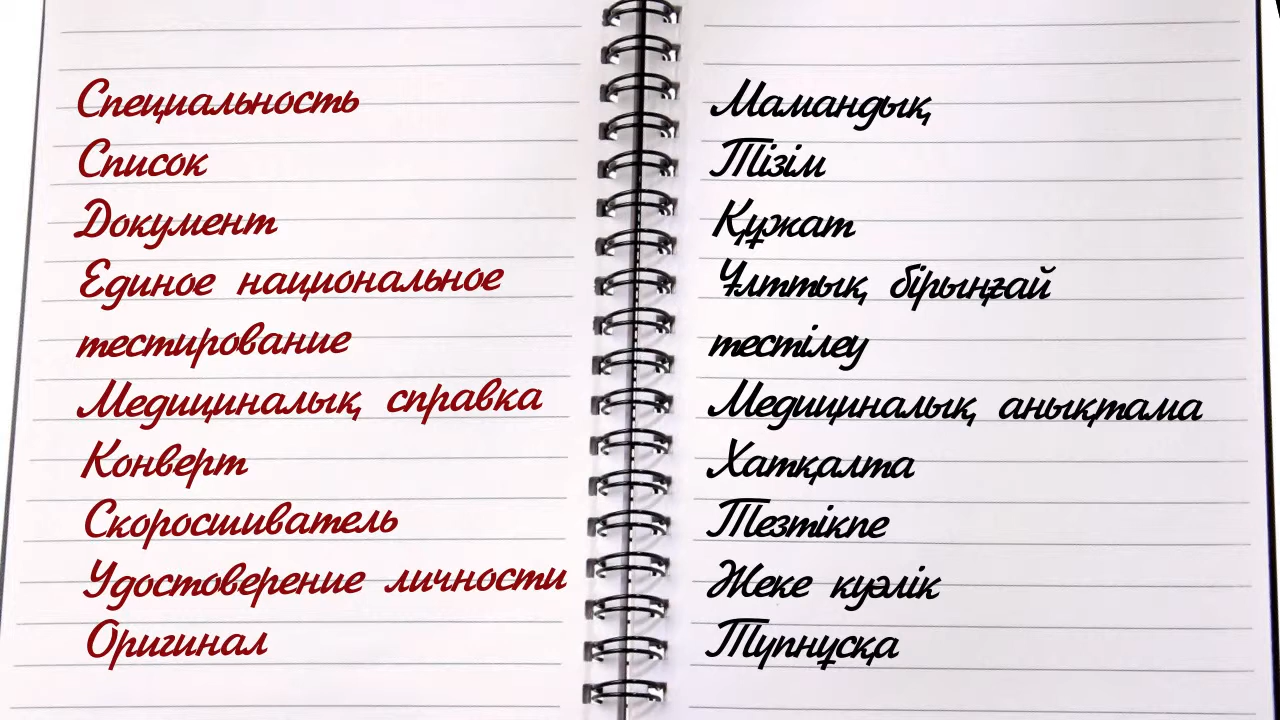 Специальность
Список
Документ
Единое национальное
тестирование
Медициналық справка
Конверт
Скоросшиватель
Удостоверение личности
Оригинал
Мамандық
Тізім
Құжат
Ұлттық бірыңғай
тестілеу
Медициналық анықтама
Хатқалта
Тезтікпе
Жеке куәлік
Түпнұсқа